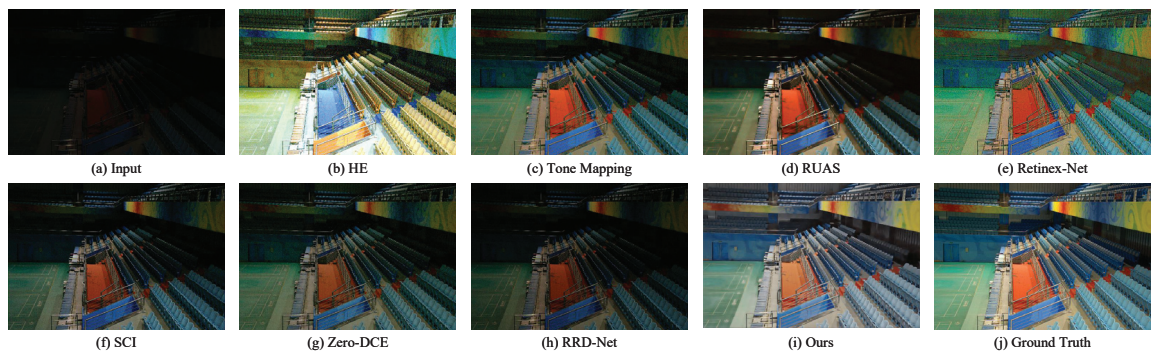 (a) Input
(b) HE
(c) Tone Mapping
(d) RUAS
(e) Retinex-Net
(f) SCI
(g) Zero-DCE
(h) RRD-Net
(i) Ours
(j) Ground Truth